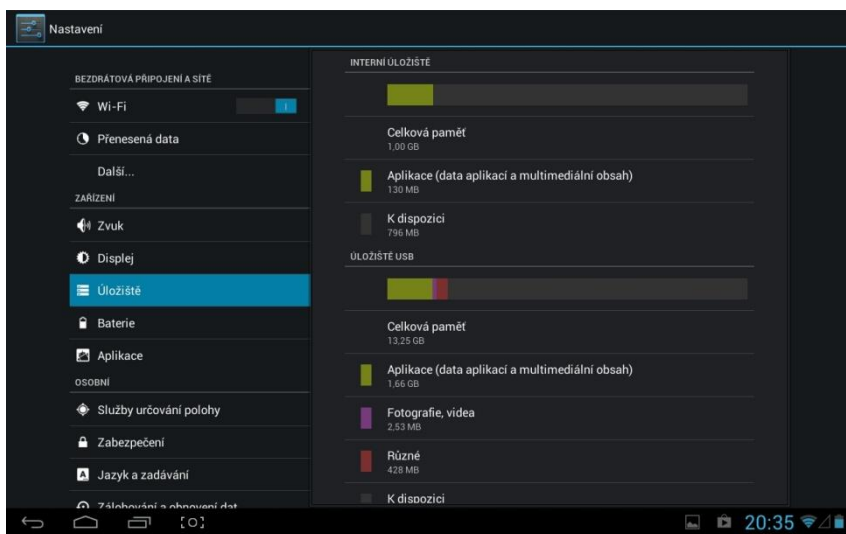 Nastavení
BEZDRÁTOVÁ PŘIPOJENÍ A SÍTĚ
Wi-Fi
Přenesená data
Další...
ZAŘÍZENÍ
Zvuk
Displej
Úložiště
Baterie
Aplikace
OSOBNÍ
Služby určování polohy
Zabezpečení
A Jazyk a zadávání
Zálohování a obnovení dat
INTERNÍ ÚLOŽIŠTĚ
Celková paměť
1,00 GB
Aplikace (data aplikací a multimediální obsah)
130 MB
K dispozici
796 MB
ÚLOŽIŠTĚ USB
Celková paměť
13,25 GB
Aplikace (data aplikací a multimediální obsah)
1,66 GB
Fotografie, videa
2,53 MB
Různé
428 MB
K dispozici
20:35